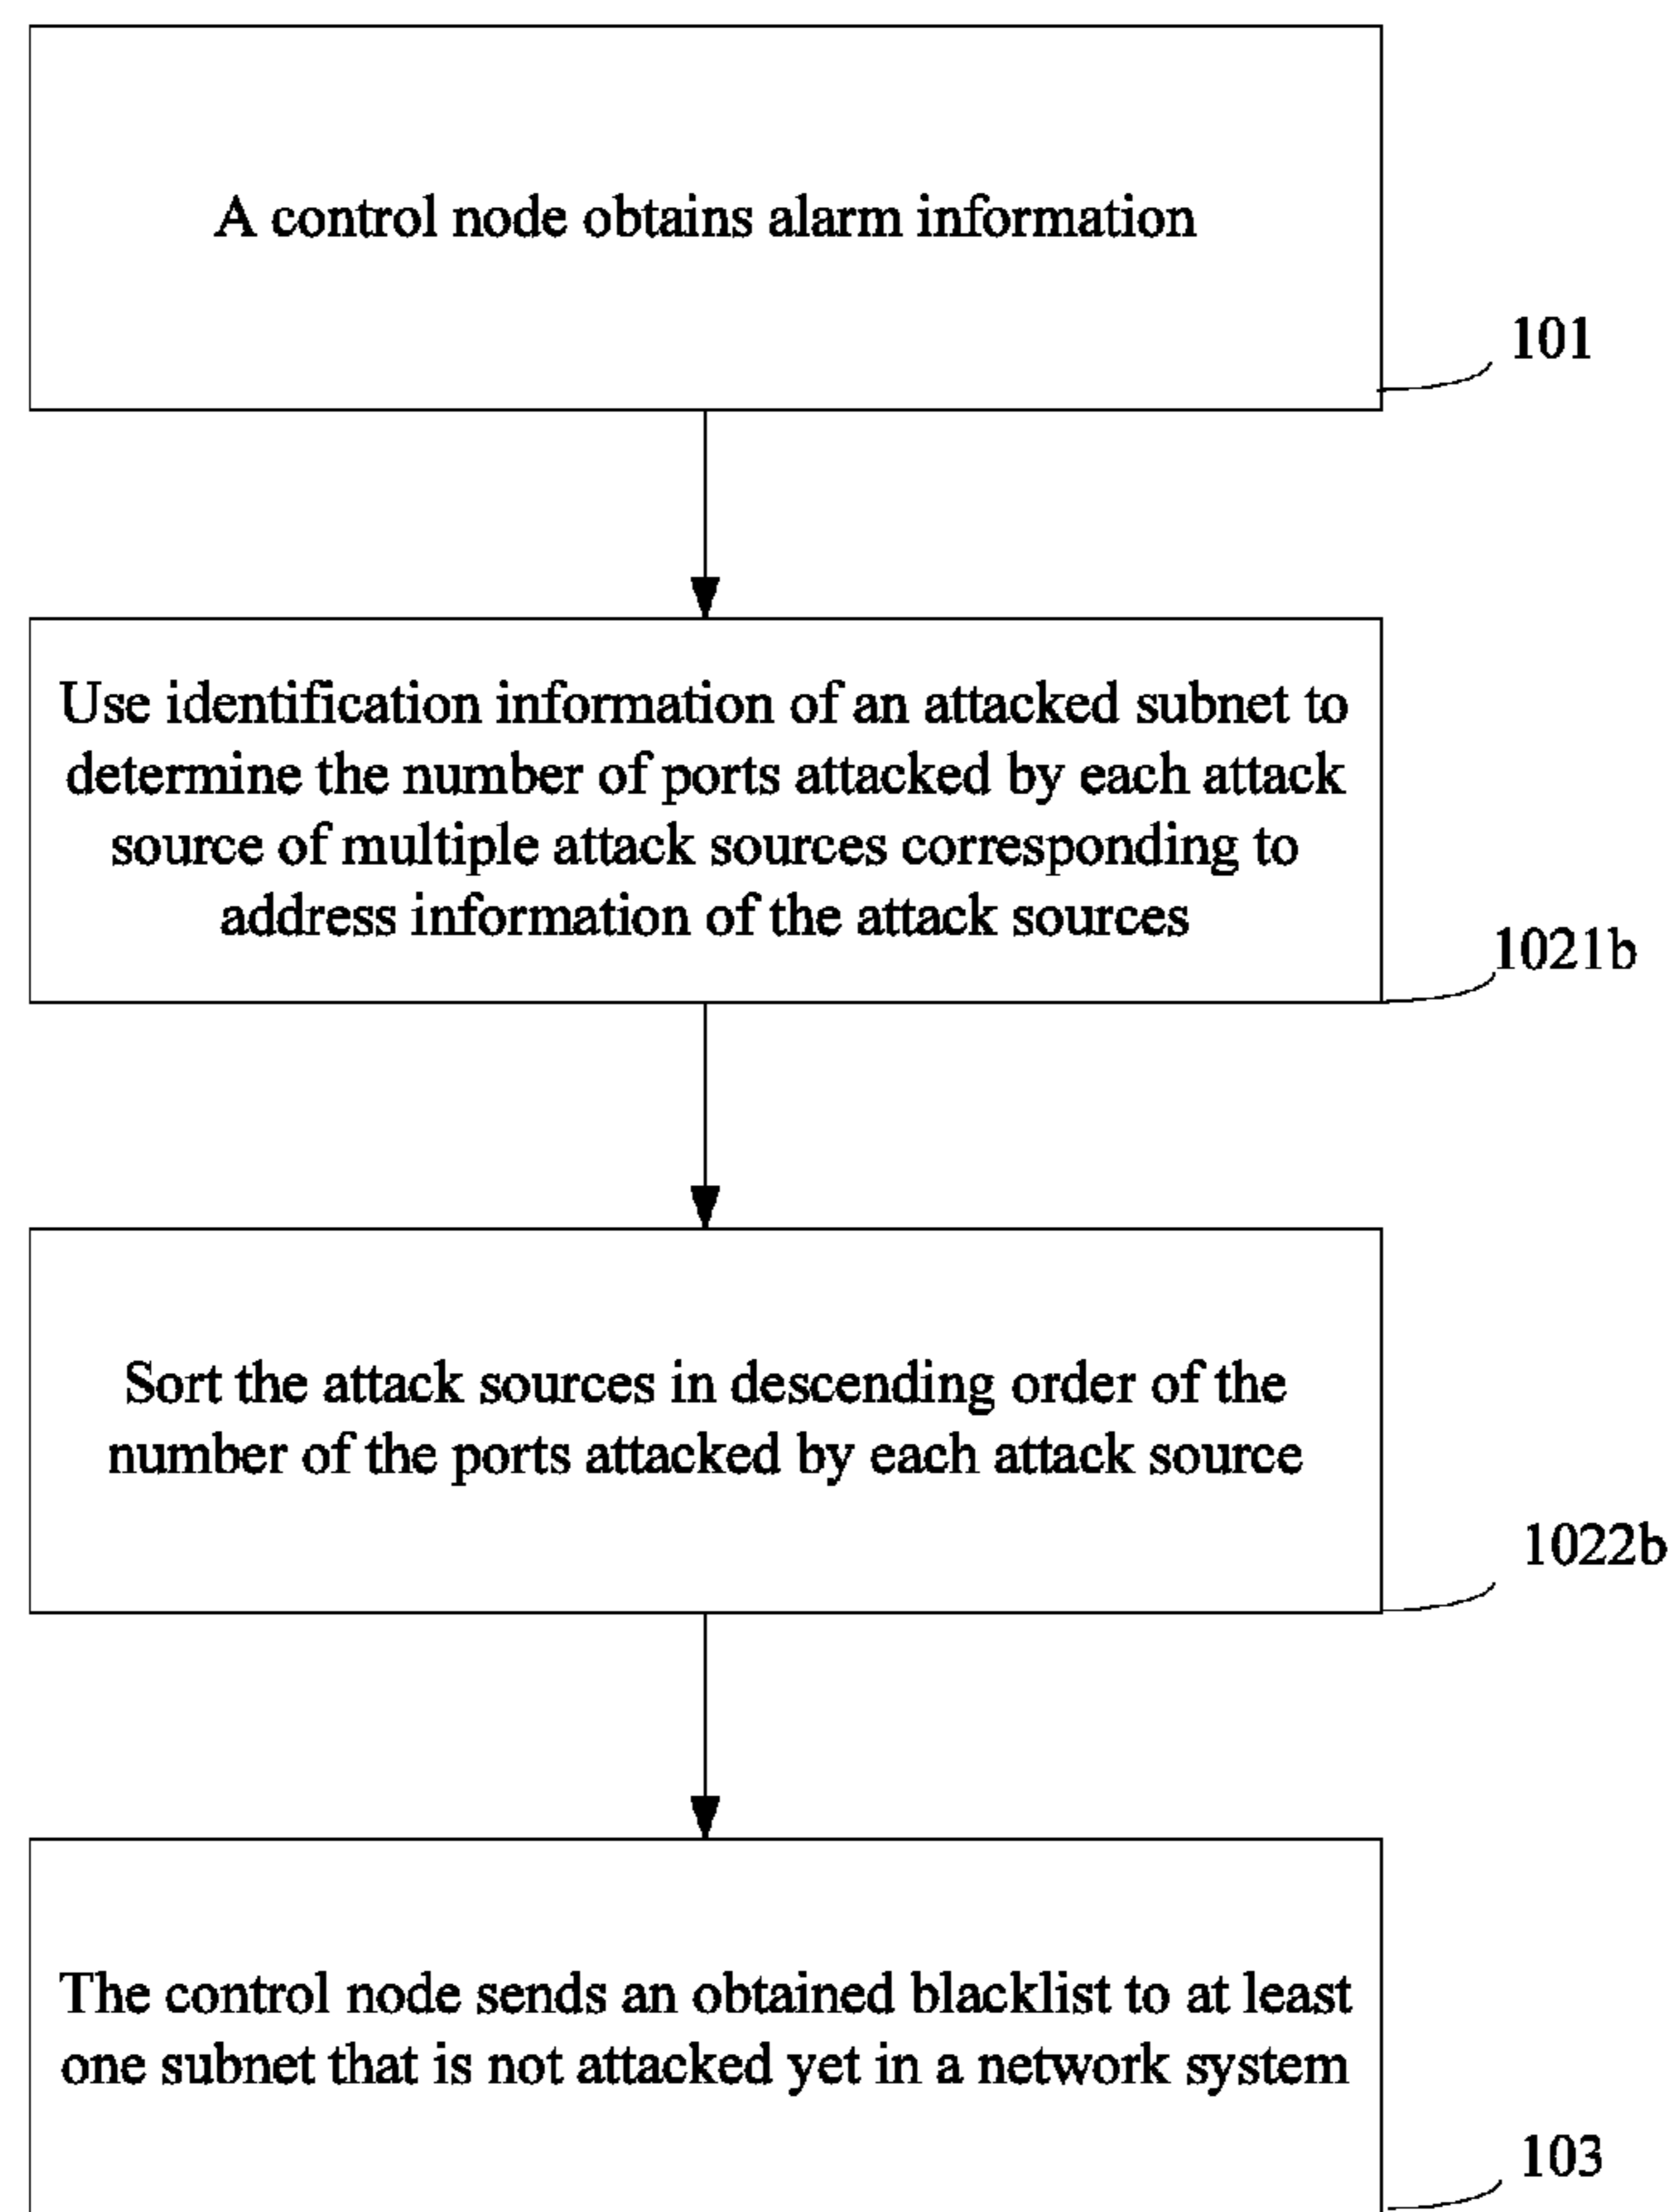 A control node obtains alarm information
101
Use identification information of an attacked subnet to
determine the number of ports attacked by each attack
source of multiple attack sources corresponding to
address information of the attack sources
1021b
Sort the attack sources in descending order of the
number of the ports attacked by each attack source
1022b
The control node sends an obtained blacklist to at least
one subnet that is not attacked yet in a network system
103